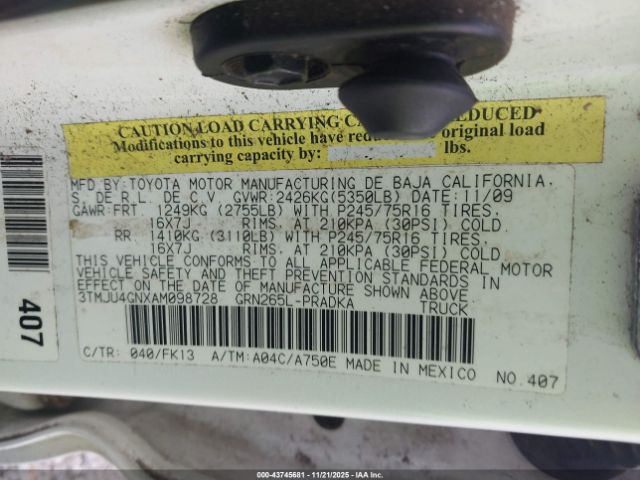 CAUTION LOAD CARRYING CA REDUCED
Modifications to this vehicle have redu original load
carrying capacity by: lbs.
MFD.BY:TOYOTA MOTOR MANUFACTURING DE BAJA CALIFORNIA,
S. DE R.L. DE C.V. GVWR:2426KG(5350LB) DATE:11/09
GAWR:FRT. 1249KG (2755LB) WITH P245/75R16 TIRES,
16X7J RIMS, AT 210KPA (30PSI) COLD.
RR. 1410KG (3110LB) WITH P245/75R16 TIRES,
16X7J RIMS, AT 210KPA (30PSI) COLD.
THIS VEHICLE CONFORMS TO ALL APPLICABLE FEDERAL MOTOR
VEHICLE SAFETY AND THEFT PREVENTION STANDARDS IN
EFFECT ON THE DATE OF MANUFACTURE SHOWN ABOVE.
3TMJU4GNXAM098728 GRN265L-PRADKA TRUCK
C/TR: 040/FK13 A/TM:A04C/A750E MADE IN MEXICO NO.407
407
000-43745681 - 11/21/2025 - IAAI.COM